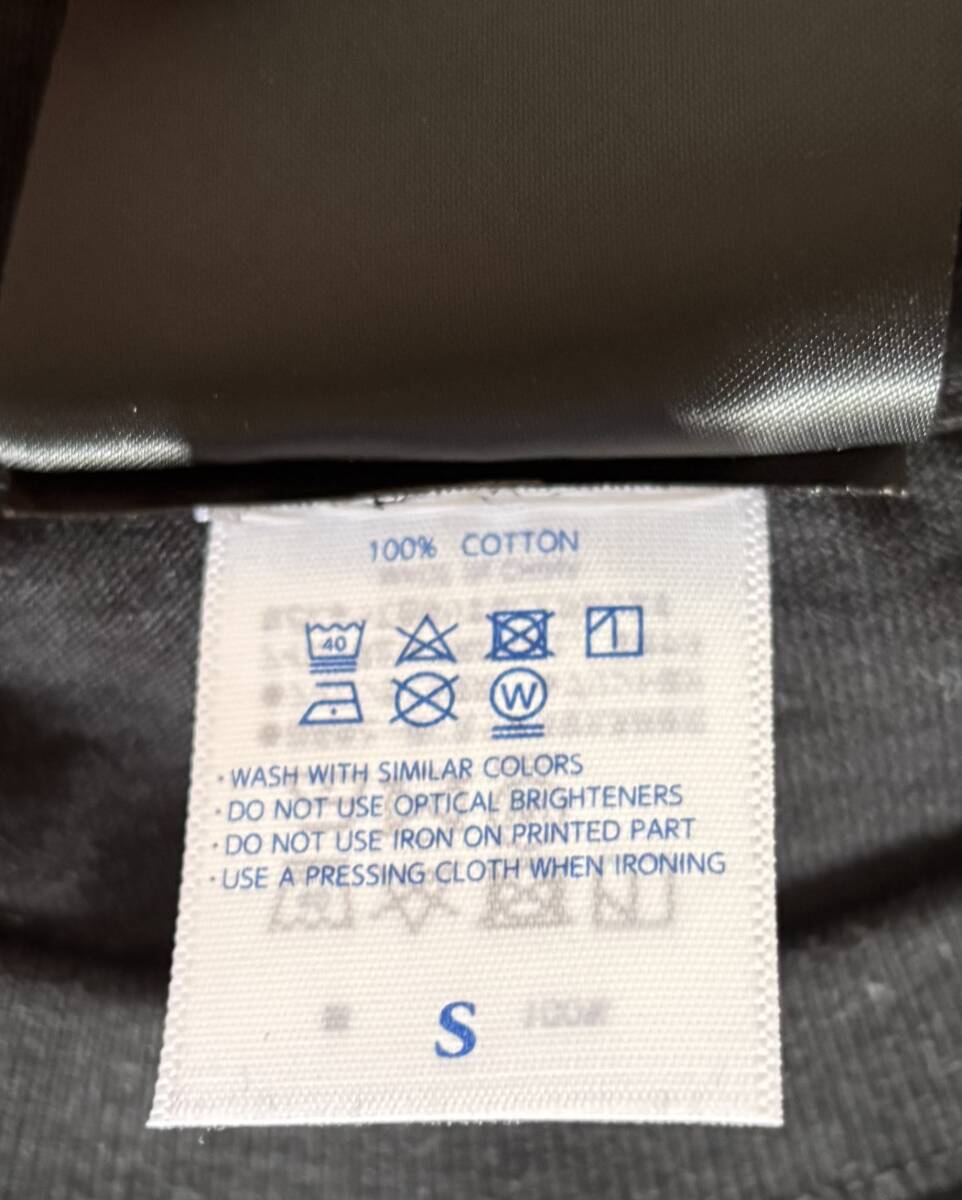 100% COTTON
40
W
· WASH WITH SIMILAR COLORS
· DO NOT USE OPTICAL BRIGHTENERS
· DO NOT USE IRON ON PRINTED PART
· USE A PRESSING CLOTH WHEN IRONING
S